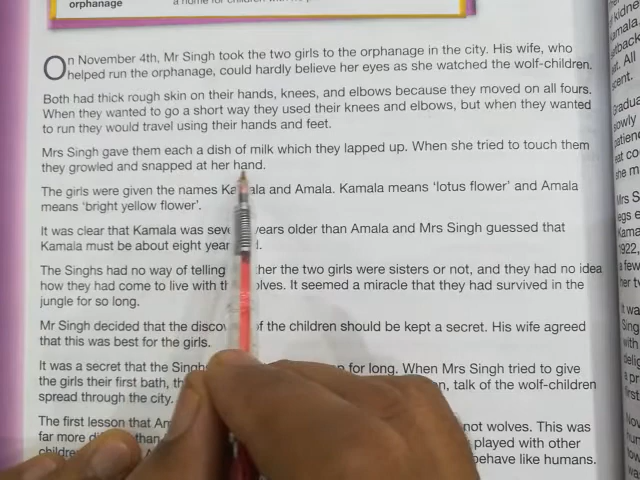 orphanage
On November 4th, Mr Singh took the two girls to the orphanage in the city. His wife, who
helped run the orphanage, could hardly believe her eyes as she watched the wolf-children.
Both had thick rough skin on their hands, knees, and elbows because they moved on all fours.
When they wanted to go a short way they used their knees and elbows, but when they wanted
to run they would travel using their hands and feet.
Mrs Singh gave them each a dish of milk which they lapped up. When she tried to touch them
they growled and snapped at her hand.
The girls were given the names Kamala and Amala. Kamala means ‘lotus flower’ and Amala
means ‘bright yellow flower’.
It was clear that Kamala was years older than Amala and Mrs Singh guessed that
Kamala must be about eight
The Singhs had no way of telling the two girls were sisters or not, and they had no idea
how they had come to live with It seemed a miracle that they had survived in the
jungle for so long.
Mr Singh decided that the of the children should be kept a secret. His wife agreed
that this was best for the girls.
It was a secret that the for long. When Mrs Singh tried to give
the girls their first bath, talk of the wolf-children
spread through the city.
The first lesson that not wolves. This was
far more than played with other
behave like humans.